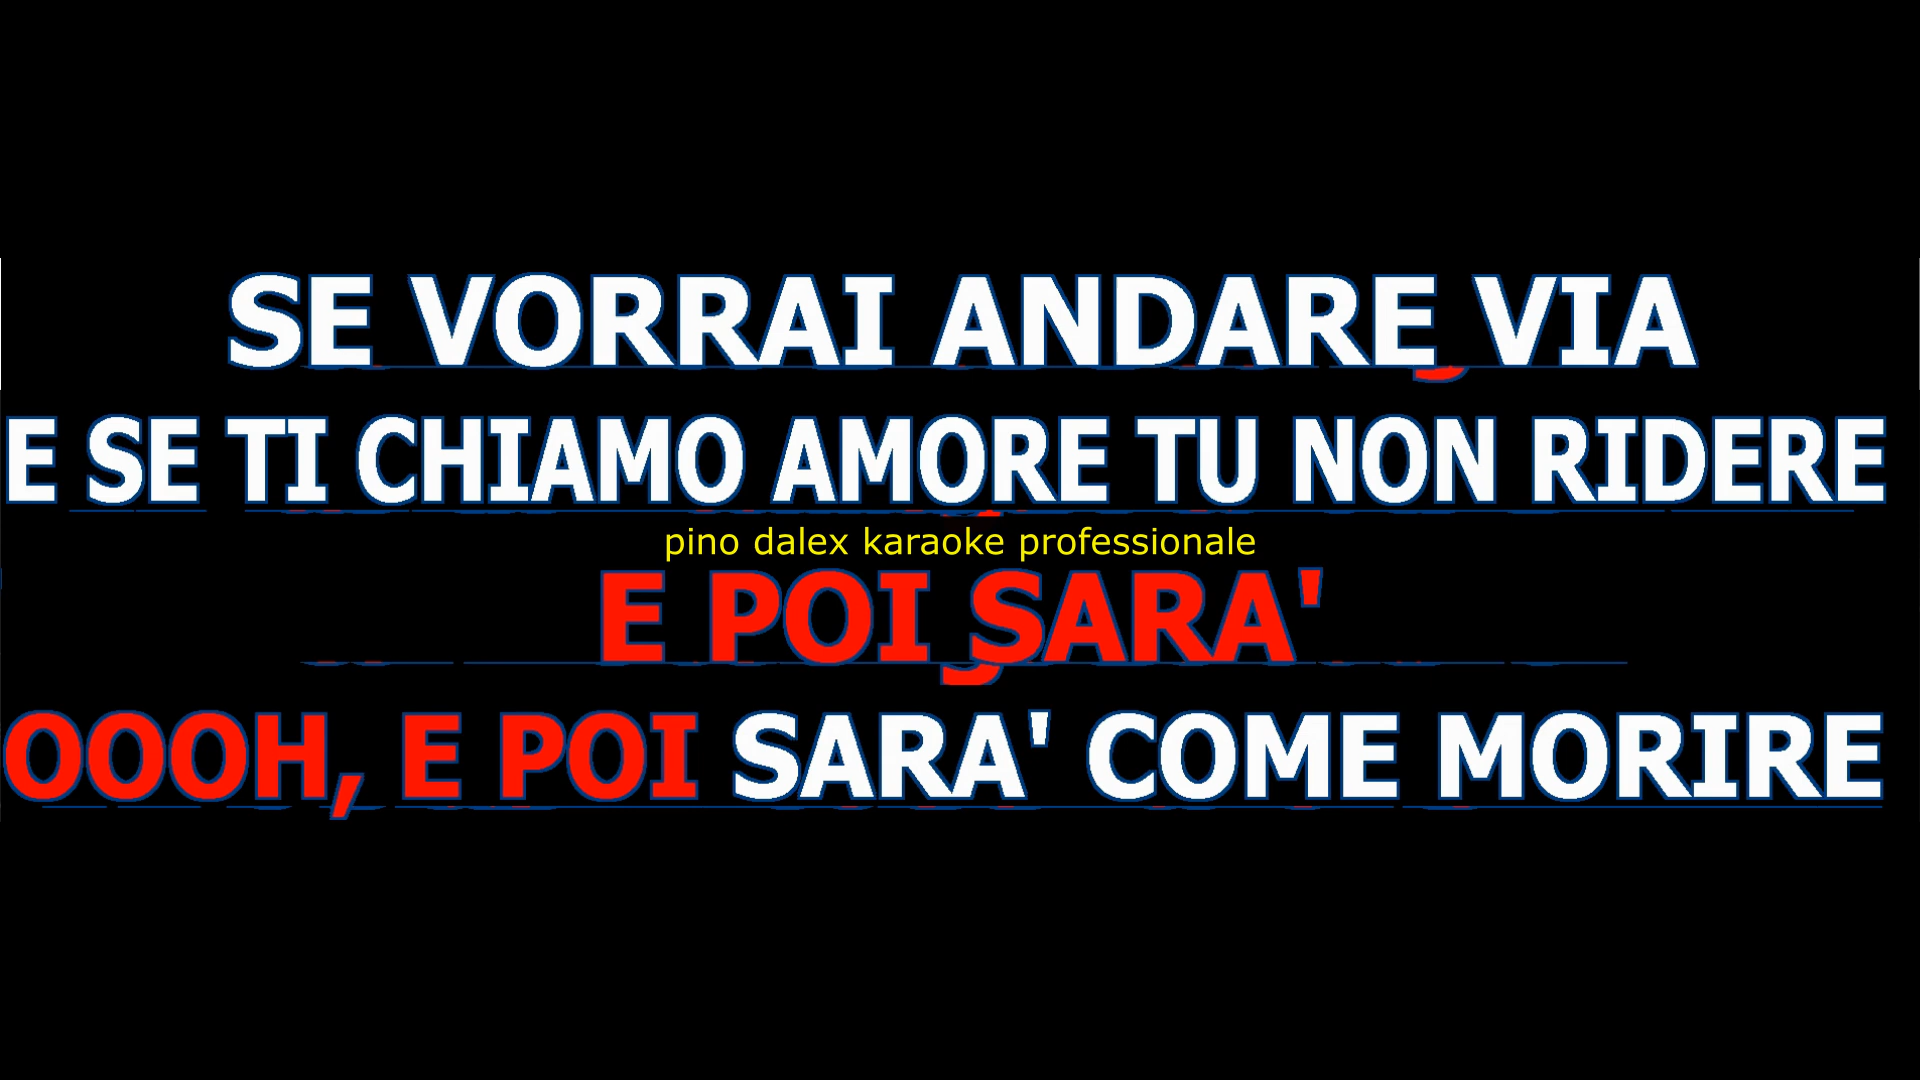 SE VORRAI ANDARE VIA
E SE TI CHIAMO AMORE TU NON RIDERE
pino dalex karaoke professionale
E POI SARA'
OOOH, E POI SARA' COME MORIRE